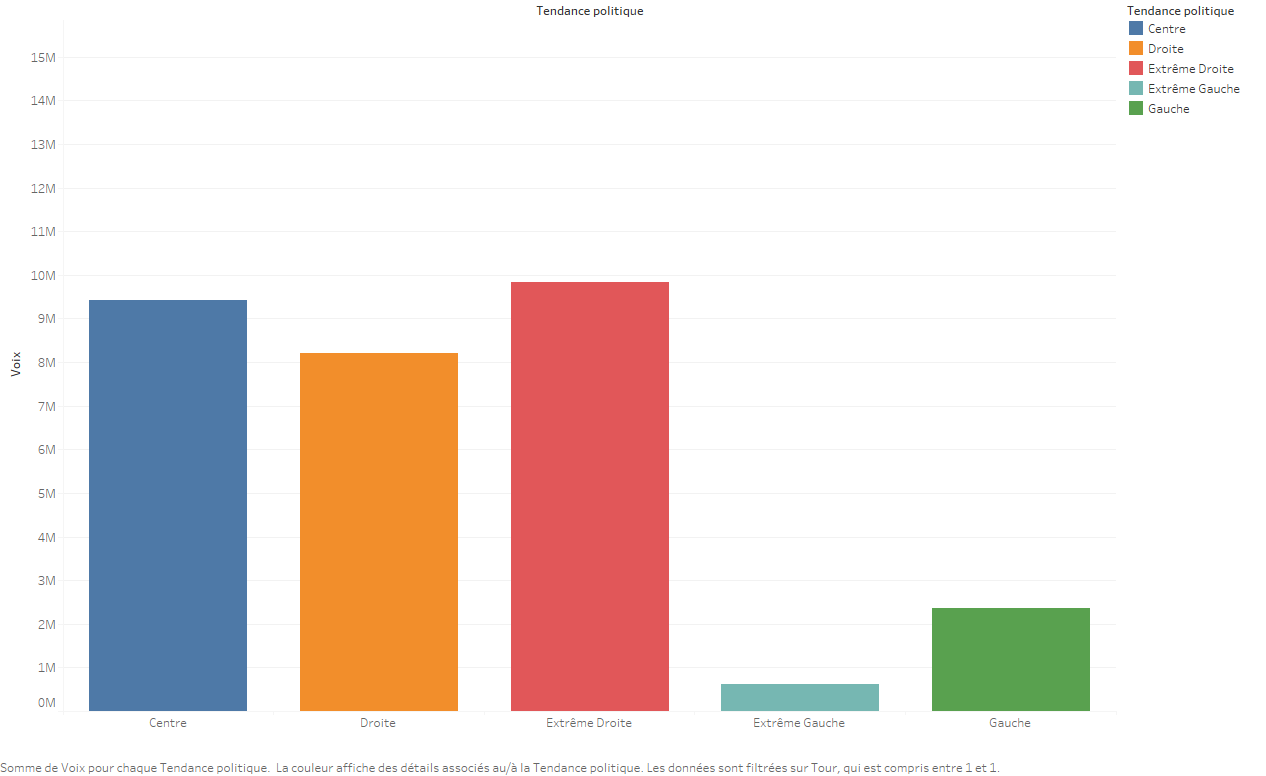 Tendance politique
Tendance politique
Centre
Droite
Extrême Droite
Extrême Gauche
Gauche
15M
14M
13M
12M
11M
10M
9M
8M
7M
6M
5M
4M
3M
2M
1M
0M
Voix
Centre
Droite
Extrême Droite
Extrême Gauche
Gauche
Somme de Voix pour chaque Tendance politique.  La couleur affiche des détails associés au/à la Tendance politique. Les données sont filtrées sur Tour, qui est compris entre 1 et 1.